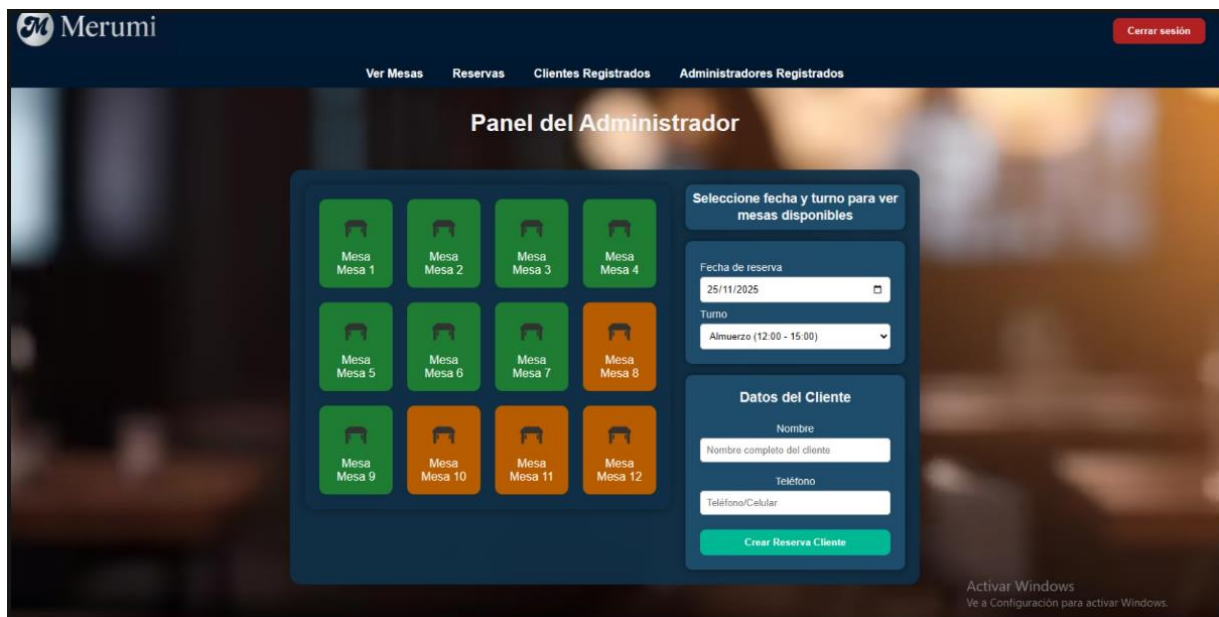 Merumi
Cerrar sesión
Ver Mesas Reservas Clientes Registrados Administradores Registrados
Panel del Administrador
Mesa
Mesa 1
Mesa
Mesa 2
Mesa
Mesa 3
Mesa
Mesa 4
Mesa
Mesa 5
Mesa
Mesa 6
Mesa
Mesa 7
Mesa
Mesa 8
Mesa
Mesa 9
Mesa
Mesa 10
Mesa
Mesa 11
Mesa
Mesa 12
Seleccione fecha y turno para ver
mesas disponibles
Fecha de reserva
25/11/2025
Turno
Almuerzo (12:00 - 15:00)
Datos del Cliente
Nombre
Nombre completo del cliente
Teléfono
Teléfono/Celular
Crear Reserva Cliente
Activar Windows
Ve a Configuración para activar Windows.